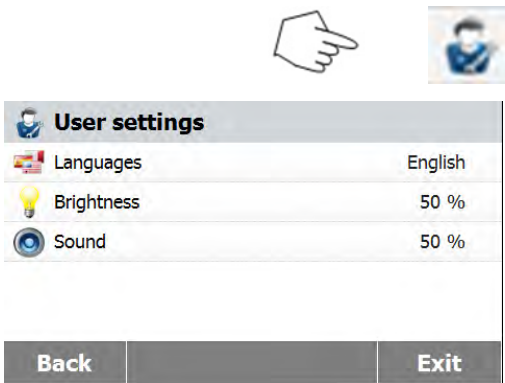 User settings
Languages English
Brightness 50 %
Sound 50 %
Back Exit